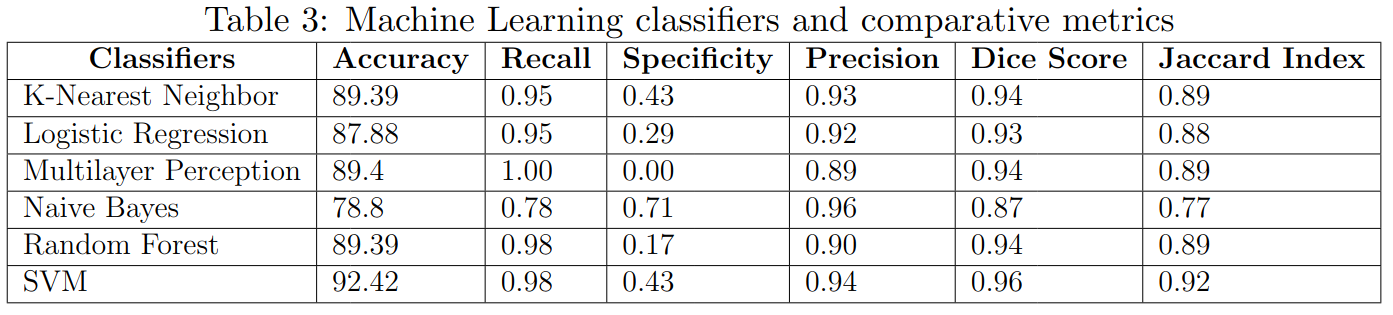 Table 3: Machine Learning classifiers and comparative metrics
Classifiers Accuracy Recall Specificity Precision Dice Score Jaccard Index
K-Nearest Neighbor 89.39 0.95 0.43 0.93 0.94 0.89
Logistic Regression 87.88 0.95 0.29 0.92 0.93 0.88
Multilayer Perception 89.4 1.00 0.00 0.89 0.94 0.89
Naive Bayes 78.8 0.78 0.71 0.96 0.87 0.77
Random Forest 89.39 0.98 0.17 0.90 0.94 0.89
SVM 92.42 0.98 0.43 0.94 0.96 0.92